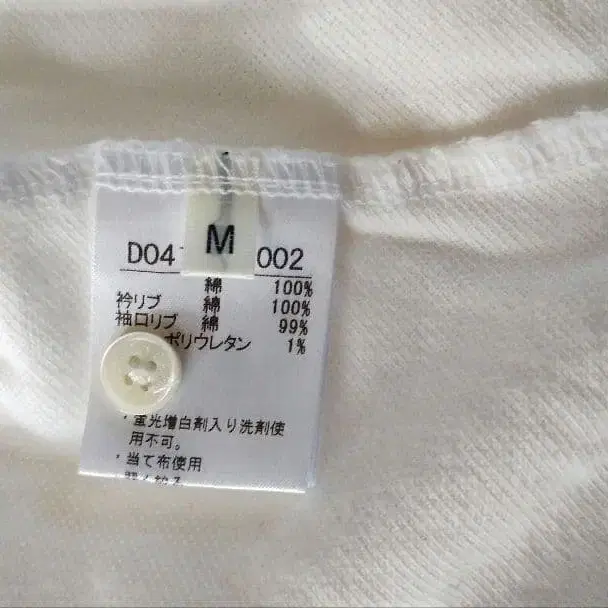 M
D04 002
綿 100%
衿リブ 綿 100%
袖口リブ 綿 99%
ポリウレタン 1%
・蛍光増白剤入り洗剤使
用不可。
・当て布使用